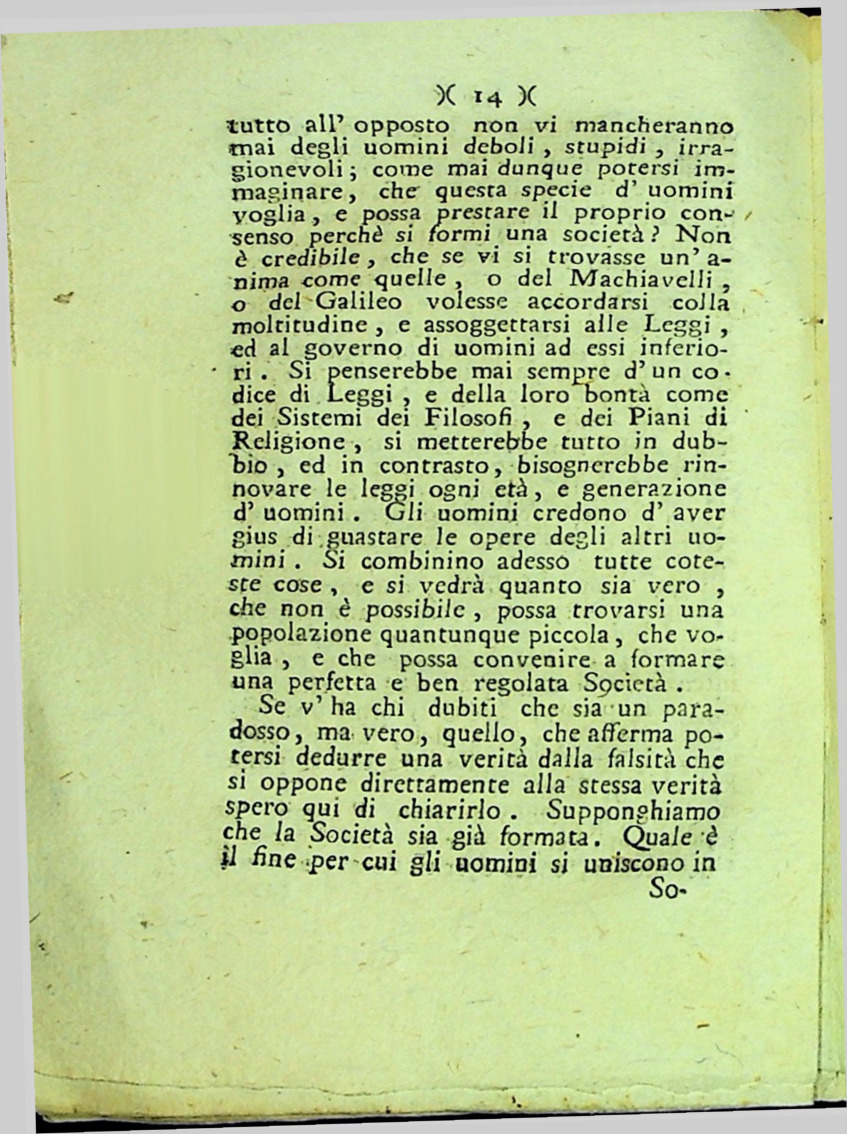 )( 14 )(
tutto all' opposto non vi mancheranno
mai degli uomini deboli , stupidi , irra-
gionevoli ; come mai dunque potersi im-
maginare , che questa specie d' uomini
voglia , e possa prestare il proprio con-
senso perchè si formi una società ? Non
è credibile , che se vi si trovasse un' a-
nima come quelle , o del Machiavelli ,
o del Galileo volesse accordarsi colla
moltitudine , e assoggettarsi alle Leggi ,
ed al governo di uomini ad essi inferio-
ri . Si penserebbe mai sempre d' un co-
dice di Leggi , e della loro bontà come
dei Sistemi dei Filosofi , e dei Piani di
Religione , si metterebbe tutto in dub-
bio , ed in contrasto , bisognerebbe rin-
novare le leggi ogni età , e generazione
d' uomini . Gli uomini credono d' aver
gius di guastare le opere degli altri uo-
mini . Si combinino adesso tutte cote-
ste cose , e si vedrà quanto sia vero ,
che non è possibile , possa trovarsi una
popolazione quantunque piccola , che vo-
glia , e che possa convenire a formare
una perfetta e ben regolata Società .
Se v' ha chi dubiti che sia un para-
dosso , ma vero , quello , che afferma po-
tersi dedurre una verità dalla falsità che
si oppone direttamente alla stessa verità
spero qui di chiarirlo . Supponghiamo
che la Società sia già formata . Quale è
il fine per cui gli uomini si uniscono in
So-